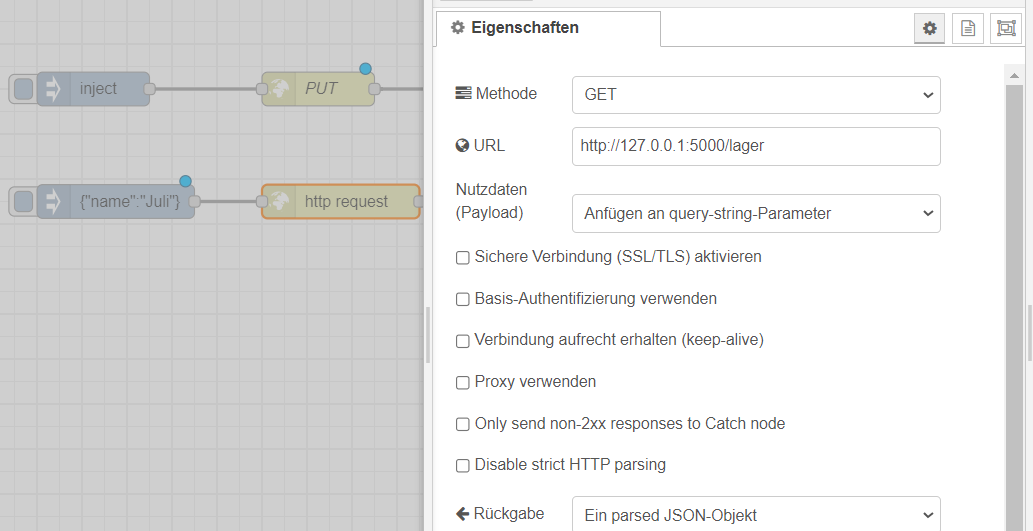 Eigenschaften
inject
PUT
Methode
GET
URL
http://127.0.0.1:5000/lager
Nutzdaten
(Payload)
Anfügen an query-string-Parameter
{"name":"Juli"}
http request
Sichere Verbindung (SSL/TLS) aktivieren
Basis-Authentifizierung verwenden
Verbindung aufrecht erhalten (keep-alive)
Proxy verwenden
Only send non-2xx responses to Catch node
Disable strict HTTP parsing
Rückgabe
Ein parsed JSON-Objekt